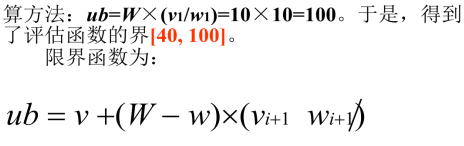 算方法：ub=W×(v1/w1)=10×10=100。于是，得到
了评估函数的界[40, 100]。
限界函数为：
ub = v +(W − w)×(vi+1 wi+1/)